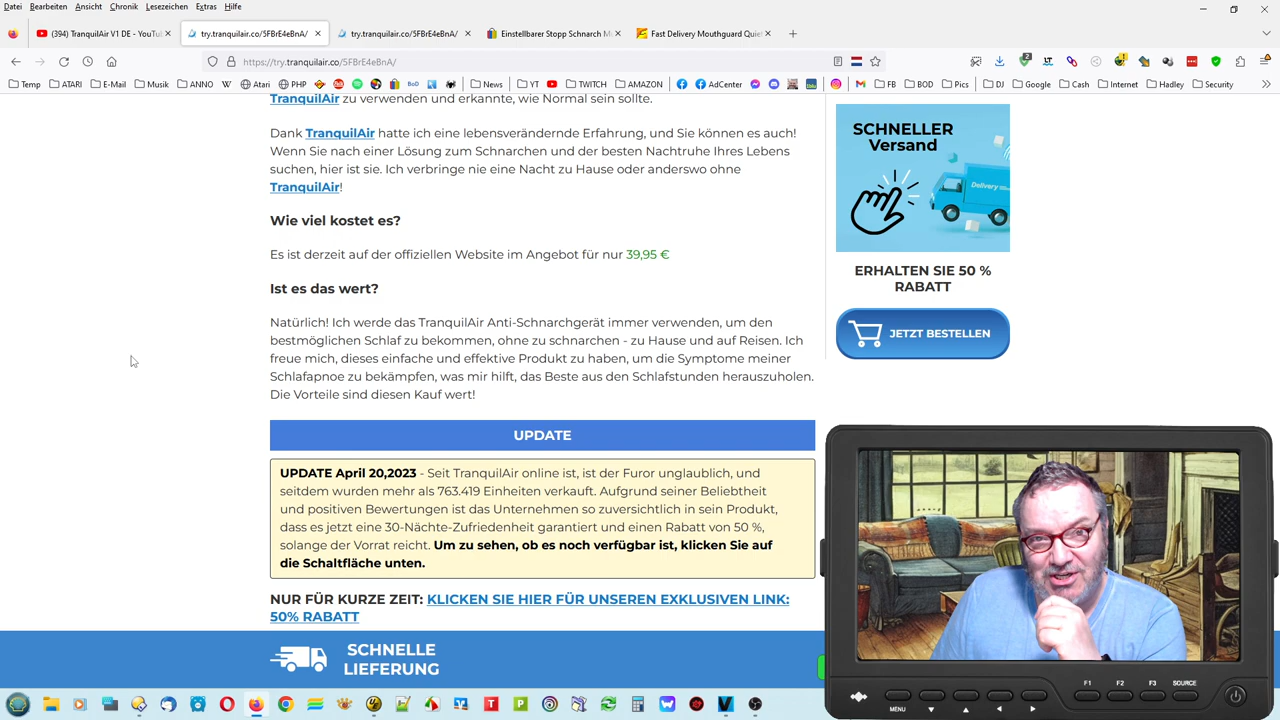 Datei Bearbeiten Ansicht Chronik Lesezeichen Extras Hilfe
(394) TranquilAir V1 DE - YouTu
try.tranquilair.co/5FBrE4eBnA/
try.tranquilair.co/5FBrE4eBnA/
Einstellbarer Stopp Schnarch M
Fast Delivery Mouthguard Quiet
https://try.tranquilair.co/5FBrE4eBnA/
Temp ATARI E-Mail Musik ANNO Wi Atari PHP BoD News YT TWITCH AMAZON AdCenter FB BOD Pics DJ Google Cash Internet Hadley Security
TranquilAir zu verwenden und erkannte, wie Normal sein sollte.
Dank TranquilAir hatte ich eine lebensverändernde Erfahrung, und Sie können es auch!
Wenn Sie nach einer Lösung zum Schnarchen und der besten Nachtruhe Ihres Lebens
suchen, hier ist sie. Ich verbringe nie eine Nacht zu Hause oder anderswo ohne
TranquilAir!
Wie viel kostet es?
Es ist derzeit auf der offiziellen Website im Angebot für nur 39,95 €
Ist es das wert?
Natürlich! Ich werde das TranquilAir Anti-Schnarchgerät immer verwenden, um den
bestmöglichen Schlaf zu bekommen, ohne zu schnarchen - zu Hause und auf Reisen. Ich
freue mich, dieses einfache und effektive Produkt zu haben, um die Symptome meiner
Schlafapnoe zu bekämpfen, was mir hilft, das Beste aus den Schlafstunden herauszuholen.
Die Vorteile sind diesen Kauf wert!
UPDATE
UPDATE April 20,2023 - Seit TranquilAir online ist, ist der Furor unglaublich, und
seitdem wurden mehr als 763.419 Einheiten verkauft. Aufgrund seiner Beliebtheit
und positiven Bewertungen ist das Unternehmen so zuversichtlich in sein Produkt,
dass es jetzt eine 30-Nächte-Zufriedenheit garantiert und einen Rabatt von 50 %,
solange der Vorrat reicht. Um zu sehen, ob es noch verfügbar ist, klicken Sie auf
die Schaltfläche unten.
NUR FÜR KURZE ZEIT: KLICKEN SIE HIER FÜR UNSEREN EXKLUSIVEN LINK:
50% RABATT
SCHNELLE
LIEFERUNG
SCHNELLER
Versand
Delivery
ERHALTEN SIE 50 %
RABATT
JETZT BESTELLEN
F1 F2 F3 SOURCE
MENU